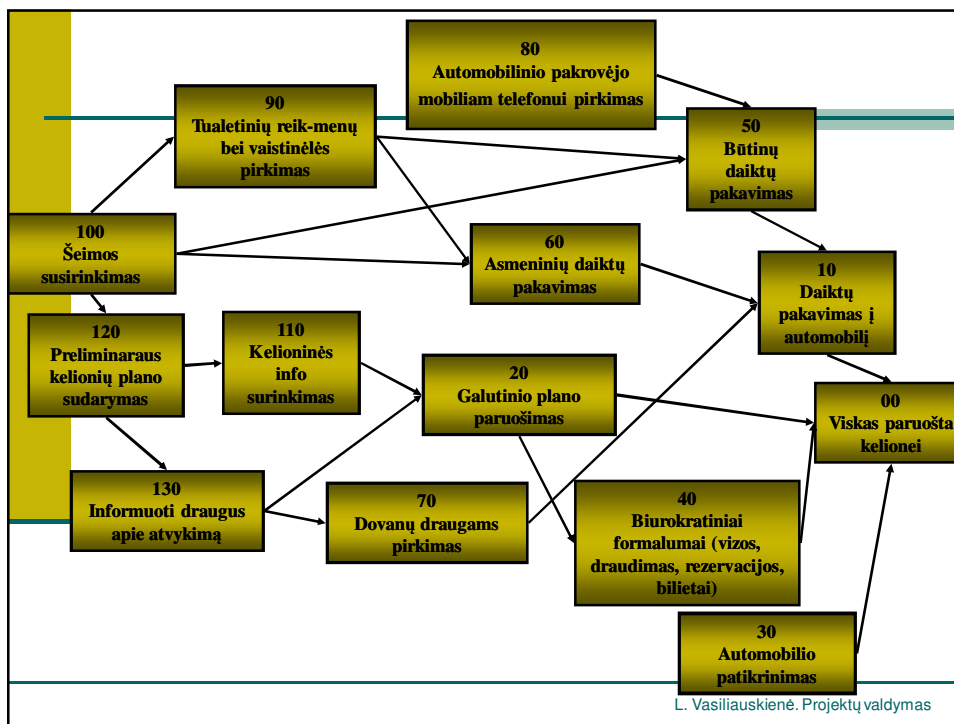 80
Automobilinio pakrovėjo
mobiliam telefonui pirkimas
90
Tualetinių reik-menų
bei vaistinėlės
pirkimas
50
Būtinų
daiktų
pakavimas
100
Šeimos
susirinkimas
60
Asmeninių daiktų
pakavimas
10
Daiktų
pakavimas į
automobilį
120
Preliminaraus
kelionių plano
sudarymas
110
Kelioninės
info
surinkimas
20
Galutinio plano
paruošimas
00
Viskas paruošta
kelionei
130
Informuoti draugus
apie atvykimą
70
Dovanų draugams
pirkimas
40
Biurokratiniai
formalumai (vizos,
draudimas, rezervacijos,
bilietai)
30
Automobilio
patikrinimas
L. Vasiliauskienė. Projektų valdymas